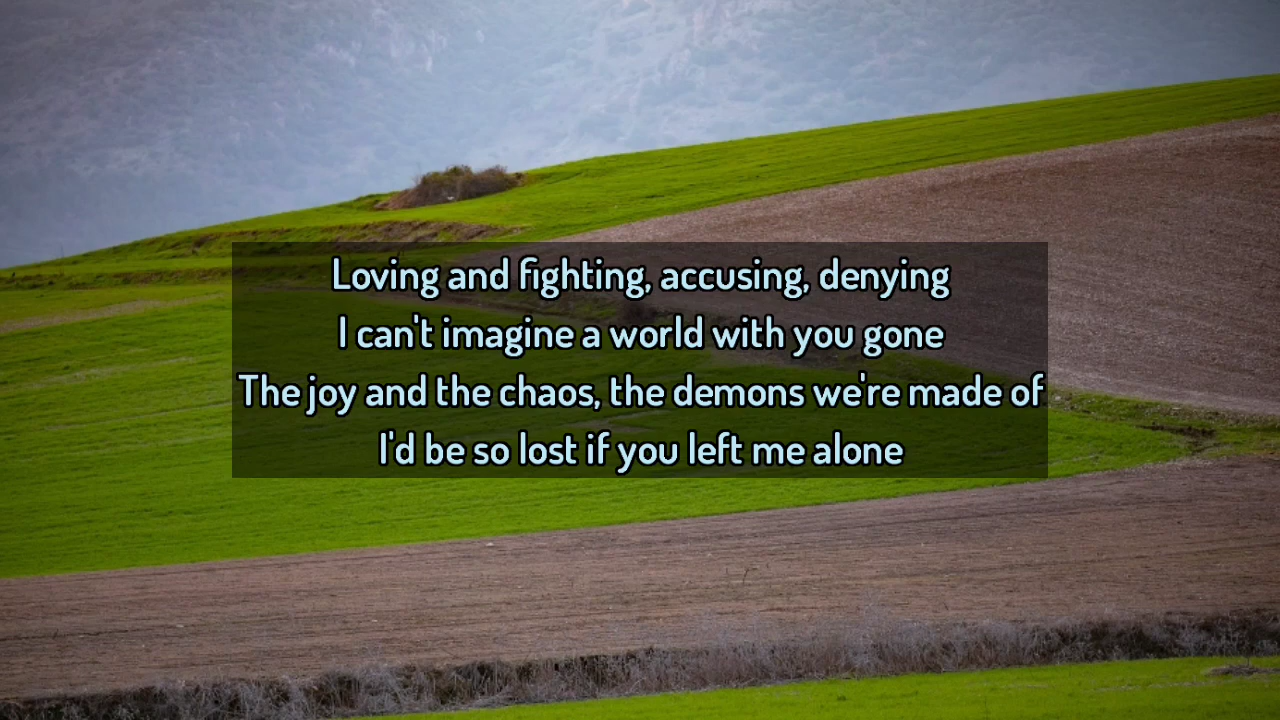 Loving and fighting, accusing, denying
I can't imagine a world with you gone
The joy and the chaos, the demons we're made of
I'd be so lost if you left me alone